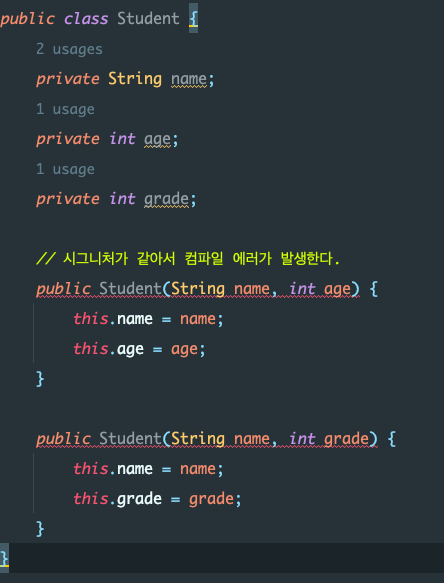 public class Student {
2 usages
private String name;
1 usage
private int age;
1 usage
private int grade;
// 시그니처가 같아서 컴파일 에러가 발생한다.
public Student(String name, int age) {
this.name = name;
this.age = age;
}
public Student(String name, int grade) {
this.name = name;
this.grade = grade;
}
}